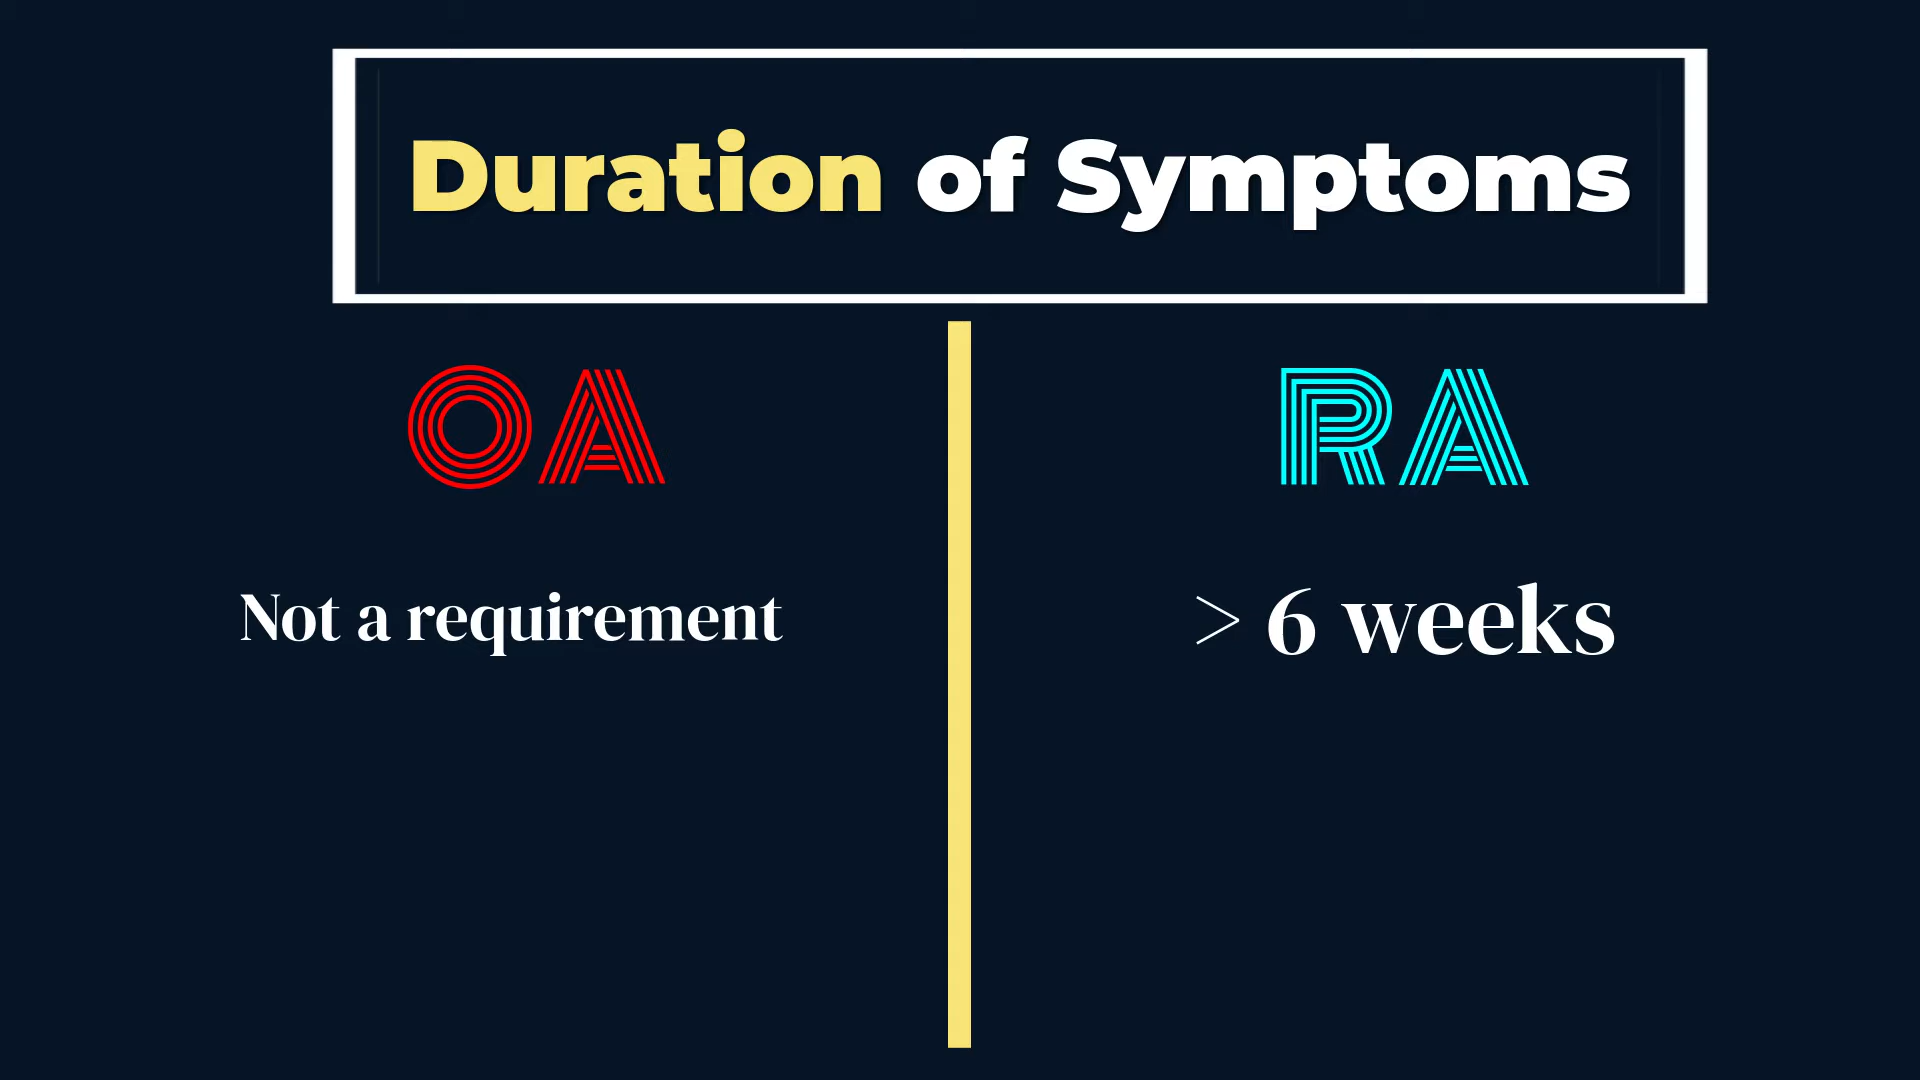 Duration of Symptoms
OA
RA
Not a requirement
> 6 weeks